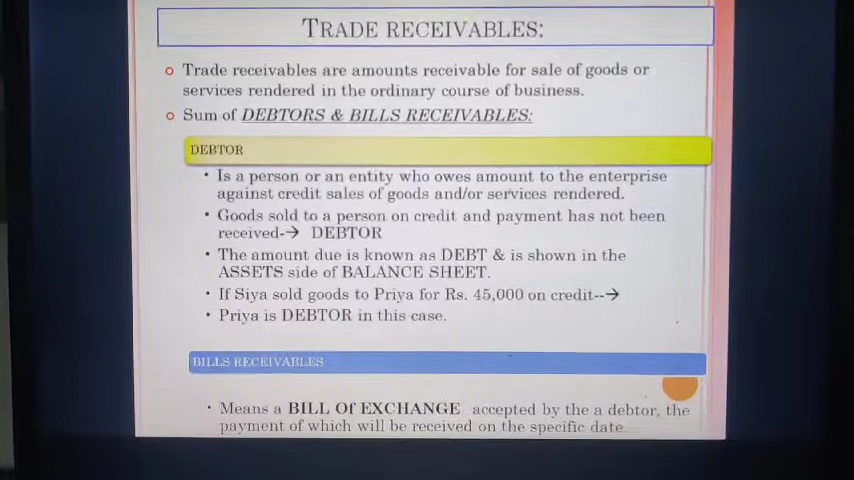 TRADE RECEIVABLES:
Trade receivables are amounts receivable for sale of goods or
services rendered in the ordinary course of business.
Sum of DEBTORS & BILLS RECEIVABLES:
DEBTOR
• Is a person or an entity who owes amount to the enterprise
against credit sales of goods and/or services rendered.
• Goods sold to a person on credit and payment has not been
received-→ DEBTOR
• The amount due is known as DEBT & is shown in the
ASSETS side of BALANCE SHEET.
• If Siya sold goods to Priya for Rs. 45,000 on credit--→
• Priya is DEBTOR in this case.
BILLS RECEIVABLES
• Means a BILL Of EXCHANGE accepted by the a debtor, the
payment of which will be received on the specific date.